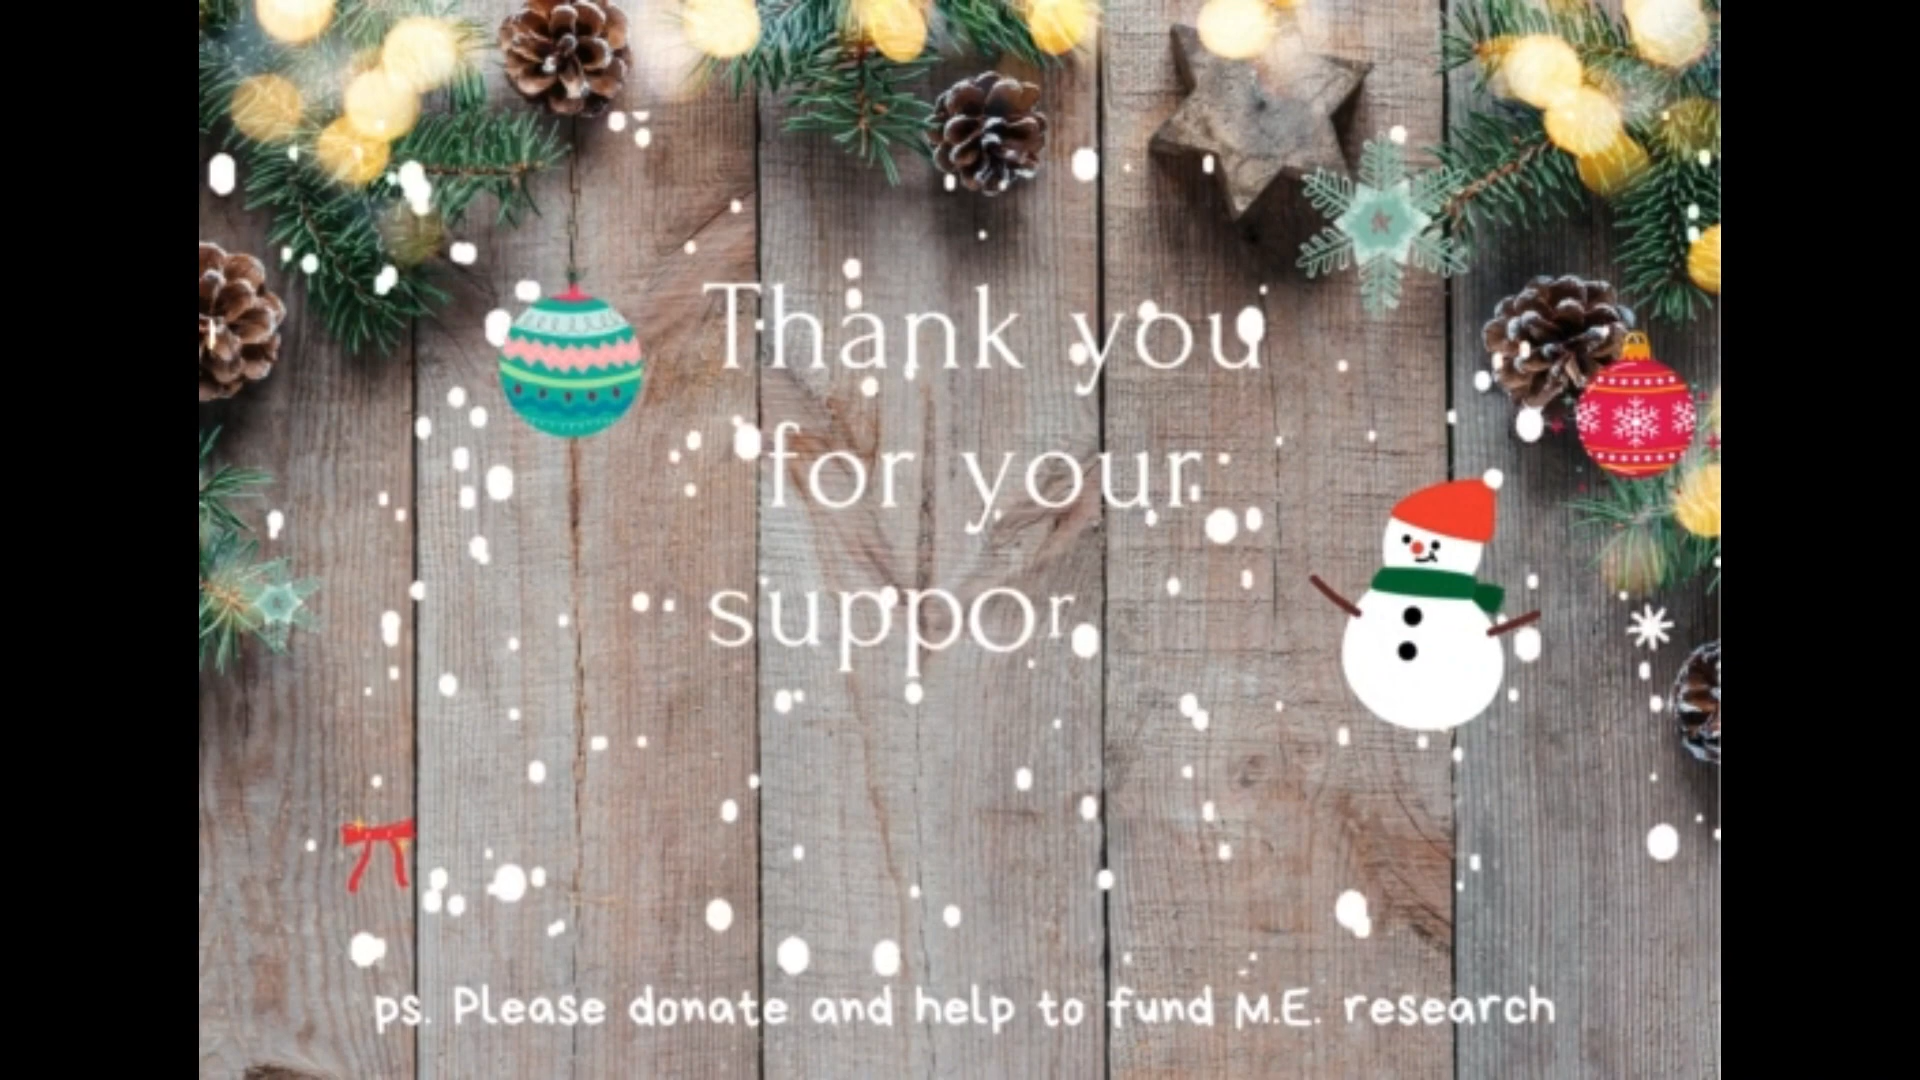 Thank you
for your
suppor
ps. Please donate and help to fund M.E. research